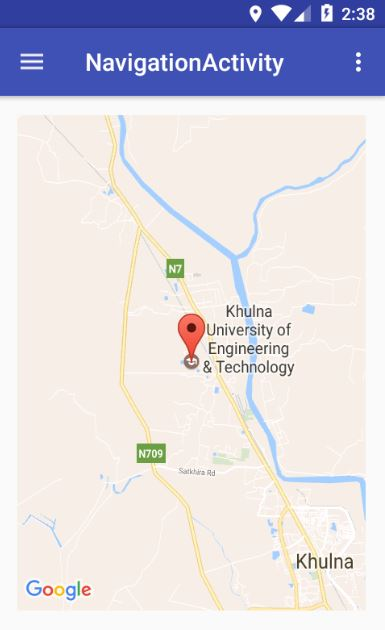 2:38
NavigationActivity
N7
Khulna
University of
Engineering
& Technology
N709
Satkhira Rd
Khulna
Google